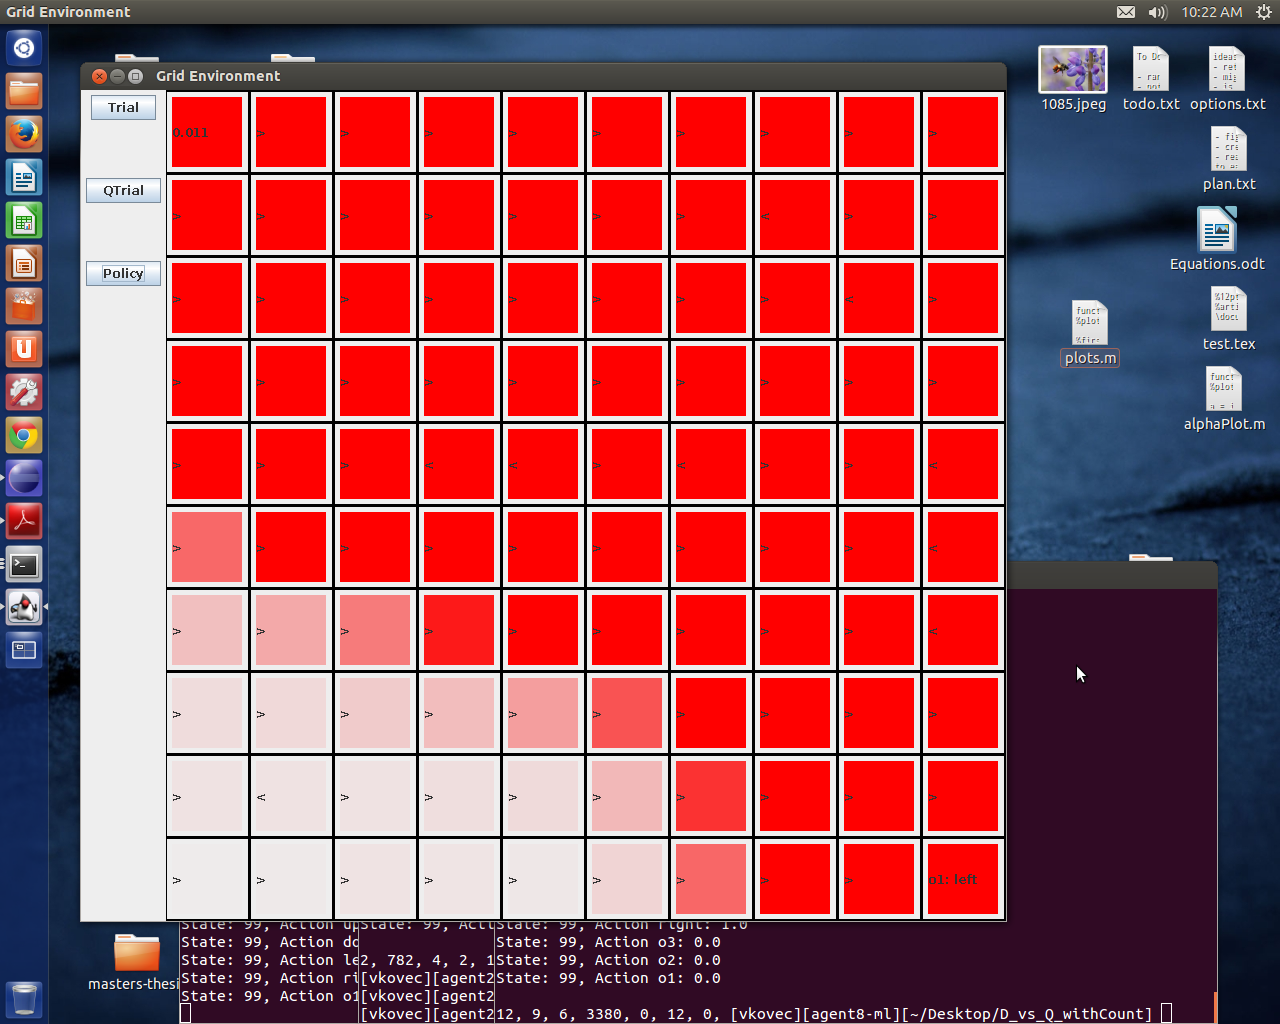 Grid Environment
10:22 AM
Grid Environment
Trial
QTrial
Policy
0.011
> > > > > > > > >
> > > > > > > < > >
> > > > > > > > < >
> > > > > > > > > >
> > > < < > < > > <
> > > > > > > > > <
> > > > > > > > > <
> > > > > > > > > >
> < > > > > > > > >
> > > > > > > > >
o1: left
1085.jpeg
todo.txt
options.txt
plan.txt
Equations.odt
plots.m
test.tex
alphaPlot.m
masters-thesi
State: 99, Action up
State: 99, Acti
State: 99, Action right: 1.0
State: 99, Action do
State: 99, Action o3: 0.0
State: 99, Action le
2, 782, 4, 2, 1
State: 99, Action o2: 0.0
State: 99, Action ri
[vkovec][agent2
State: 99, Action o1: 0.0
State: 99, Action o1
[vkovec][agent2
[vkovec][agent2
12, 9, 6, 3380, 0, 12, 0, [vkovec][agent8-ml][~/Desktop/D_vs_Q_withCount]